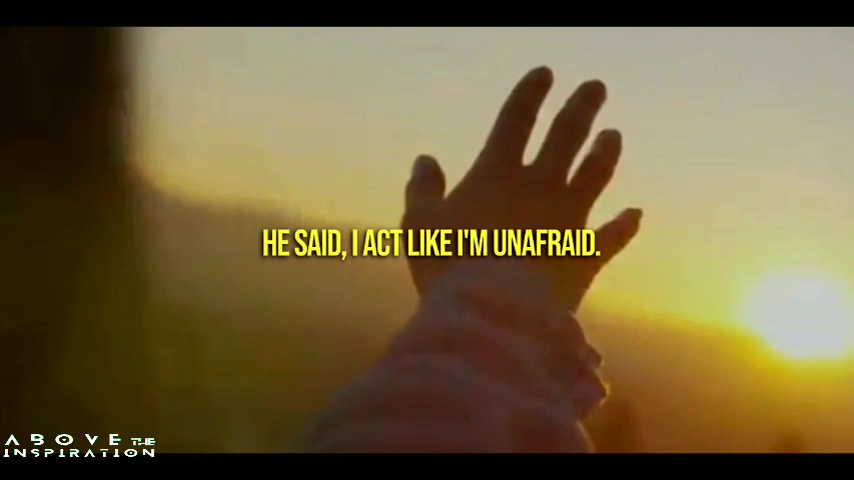 HE SAID, I ACT LIKE I'M UNAFRAID.
ABOVE THE
INSPIRATION